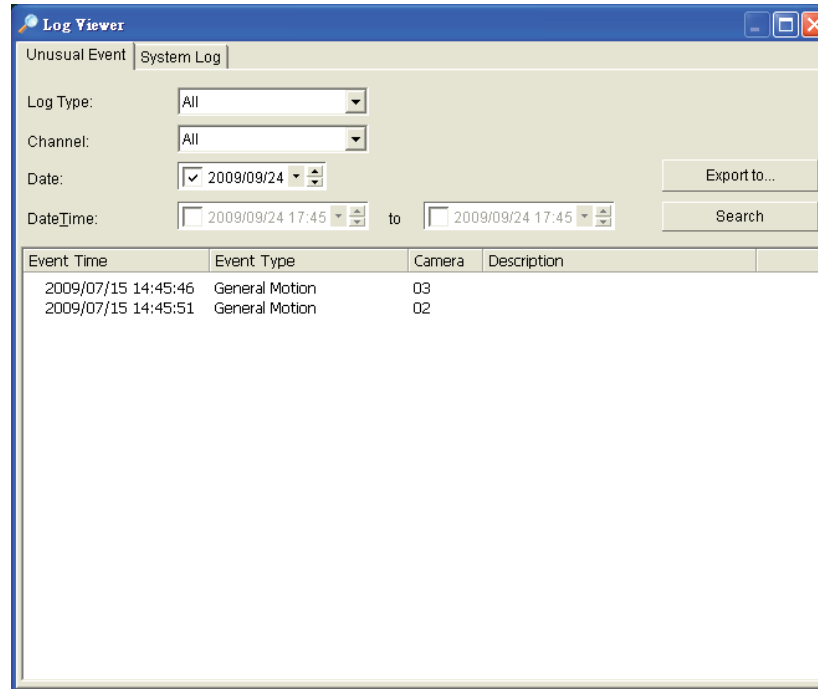 Log Viewer
Unusual Event System Log
Log Type: All
Channel: All
Date: 2009/09/24 Export to...
DateTime: 2009/09/24 17:45 to 2009/09/24 17:45 Search
Event Time Event Type Camera Description
2009/07/15 14:45:46 General Motion 03
2009/07/15 14:45:51 General Motion 02